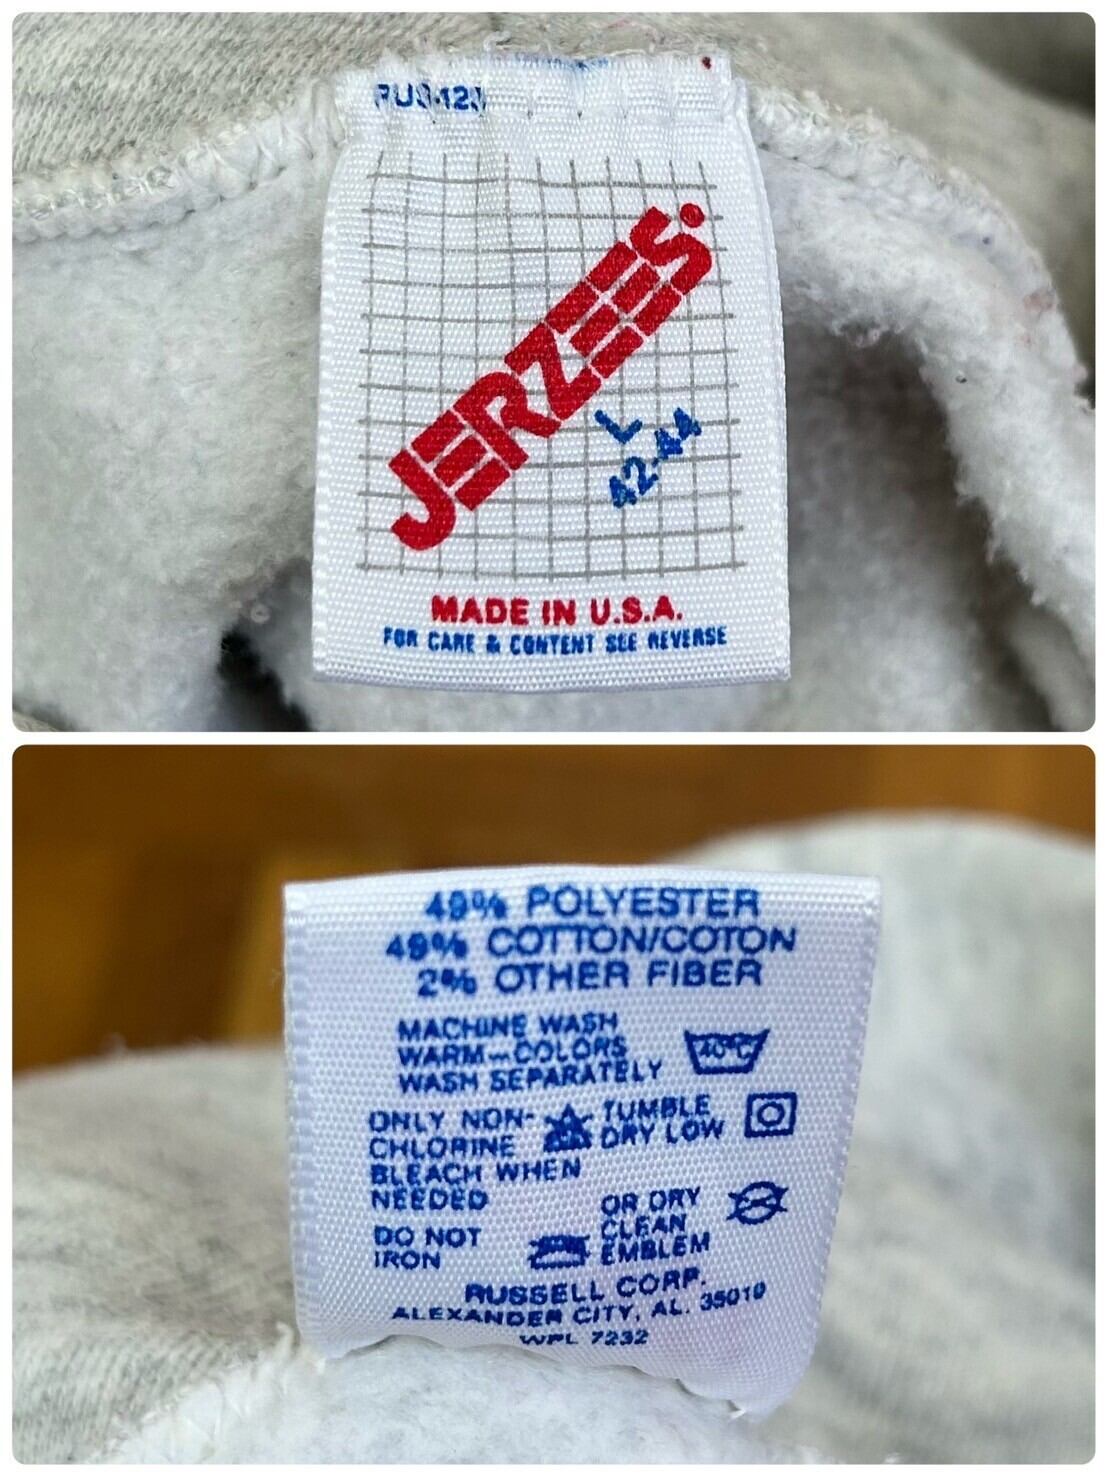 JERZEES
L
42-44
MADE IN U.S.A.
FOR CARE & CONTENT SEE REVERSE
49% POLYESTER
49% COTTON/COTON
2% OTHER FIBER
MACHINE WASH
WARM—COLORS
WASH SEPARATELY
40°C
ONLY NON-
CHLORINE
BLEACH WHEN
NEEDED
TUMBLE
DRY LOW
DO NOT
IRON
OR DRY
CLEAN
EMBLEM
RUSSELL CORP.
ALEXANDER CITY, AL. 35010
WPL 7232